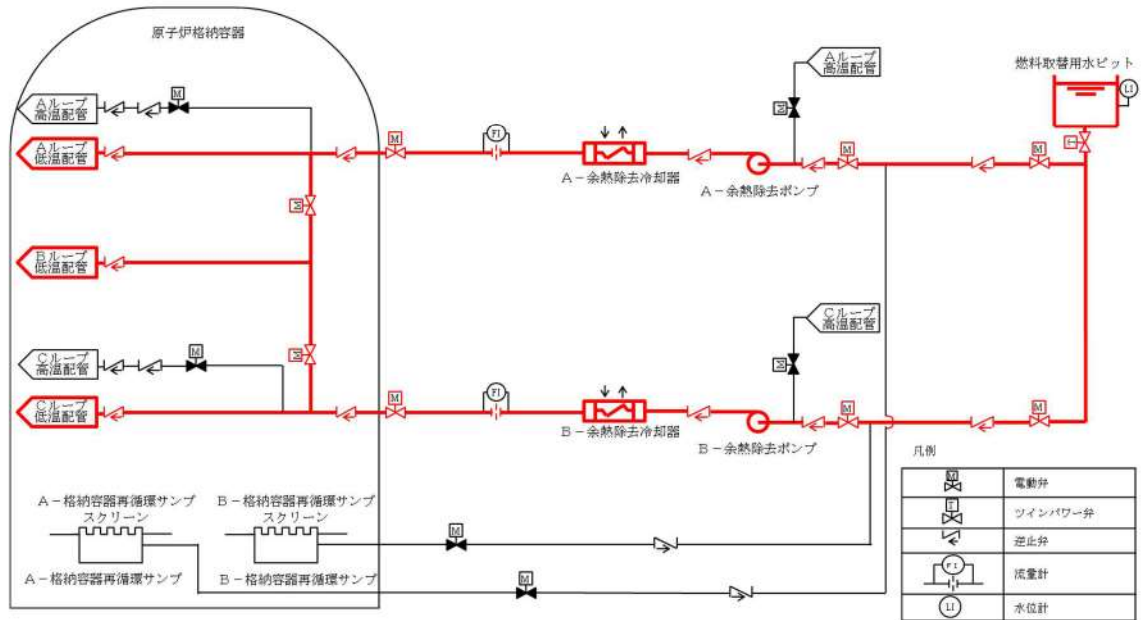 原子炉格納容器
Aループ
高温配管
燃料取替用水ピット
LI
M
M
Aループ
高温配管
Aループ
低温配管
M
FI
M
M
T
A-余熱除去冷却器
A-余熱除去ポンプ
M
Bループ
低温配管
Cループ
高温配管
Cループ
高温配管
M
M
M
Cループ
低温配管
M
FI
M
M
B-余熱除去冷却器
B-余熱除去ポンプ
A-格納容器再循環サンプ
スクリーン
B-格納容器再循環サンプ
スクリーン
M
A-格納容器再循環サンプ
B-格納容器再循環サンプ
M
凡例
M
電動弁
T
ツインパワー弁
逆止弁
FI
流量計
LI
水位計